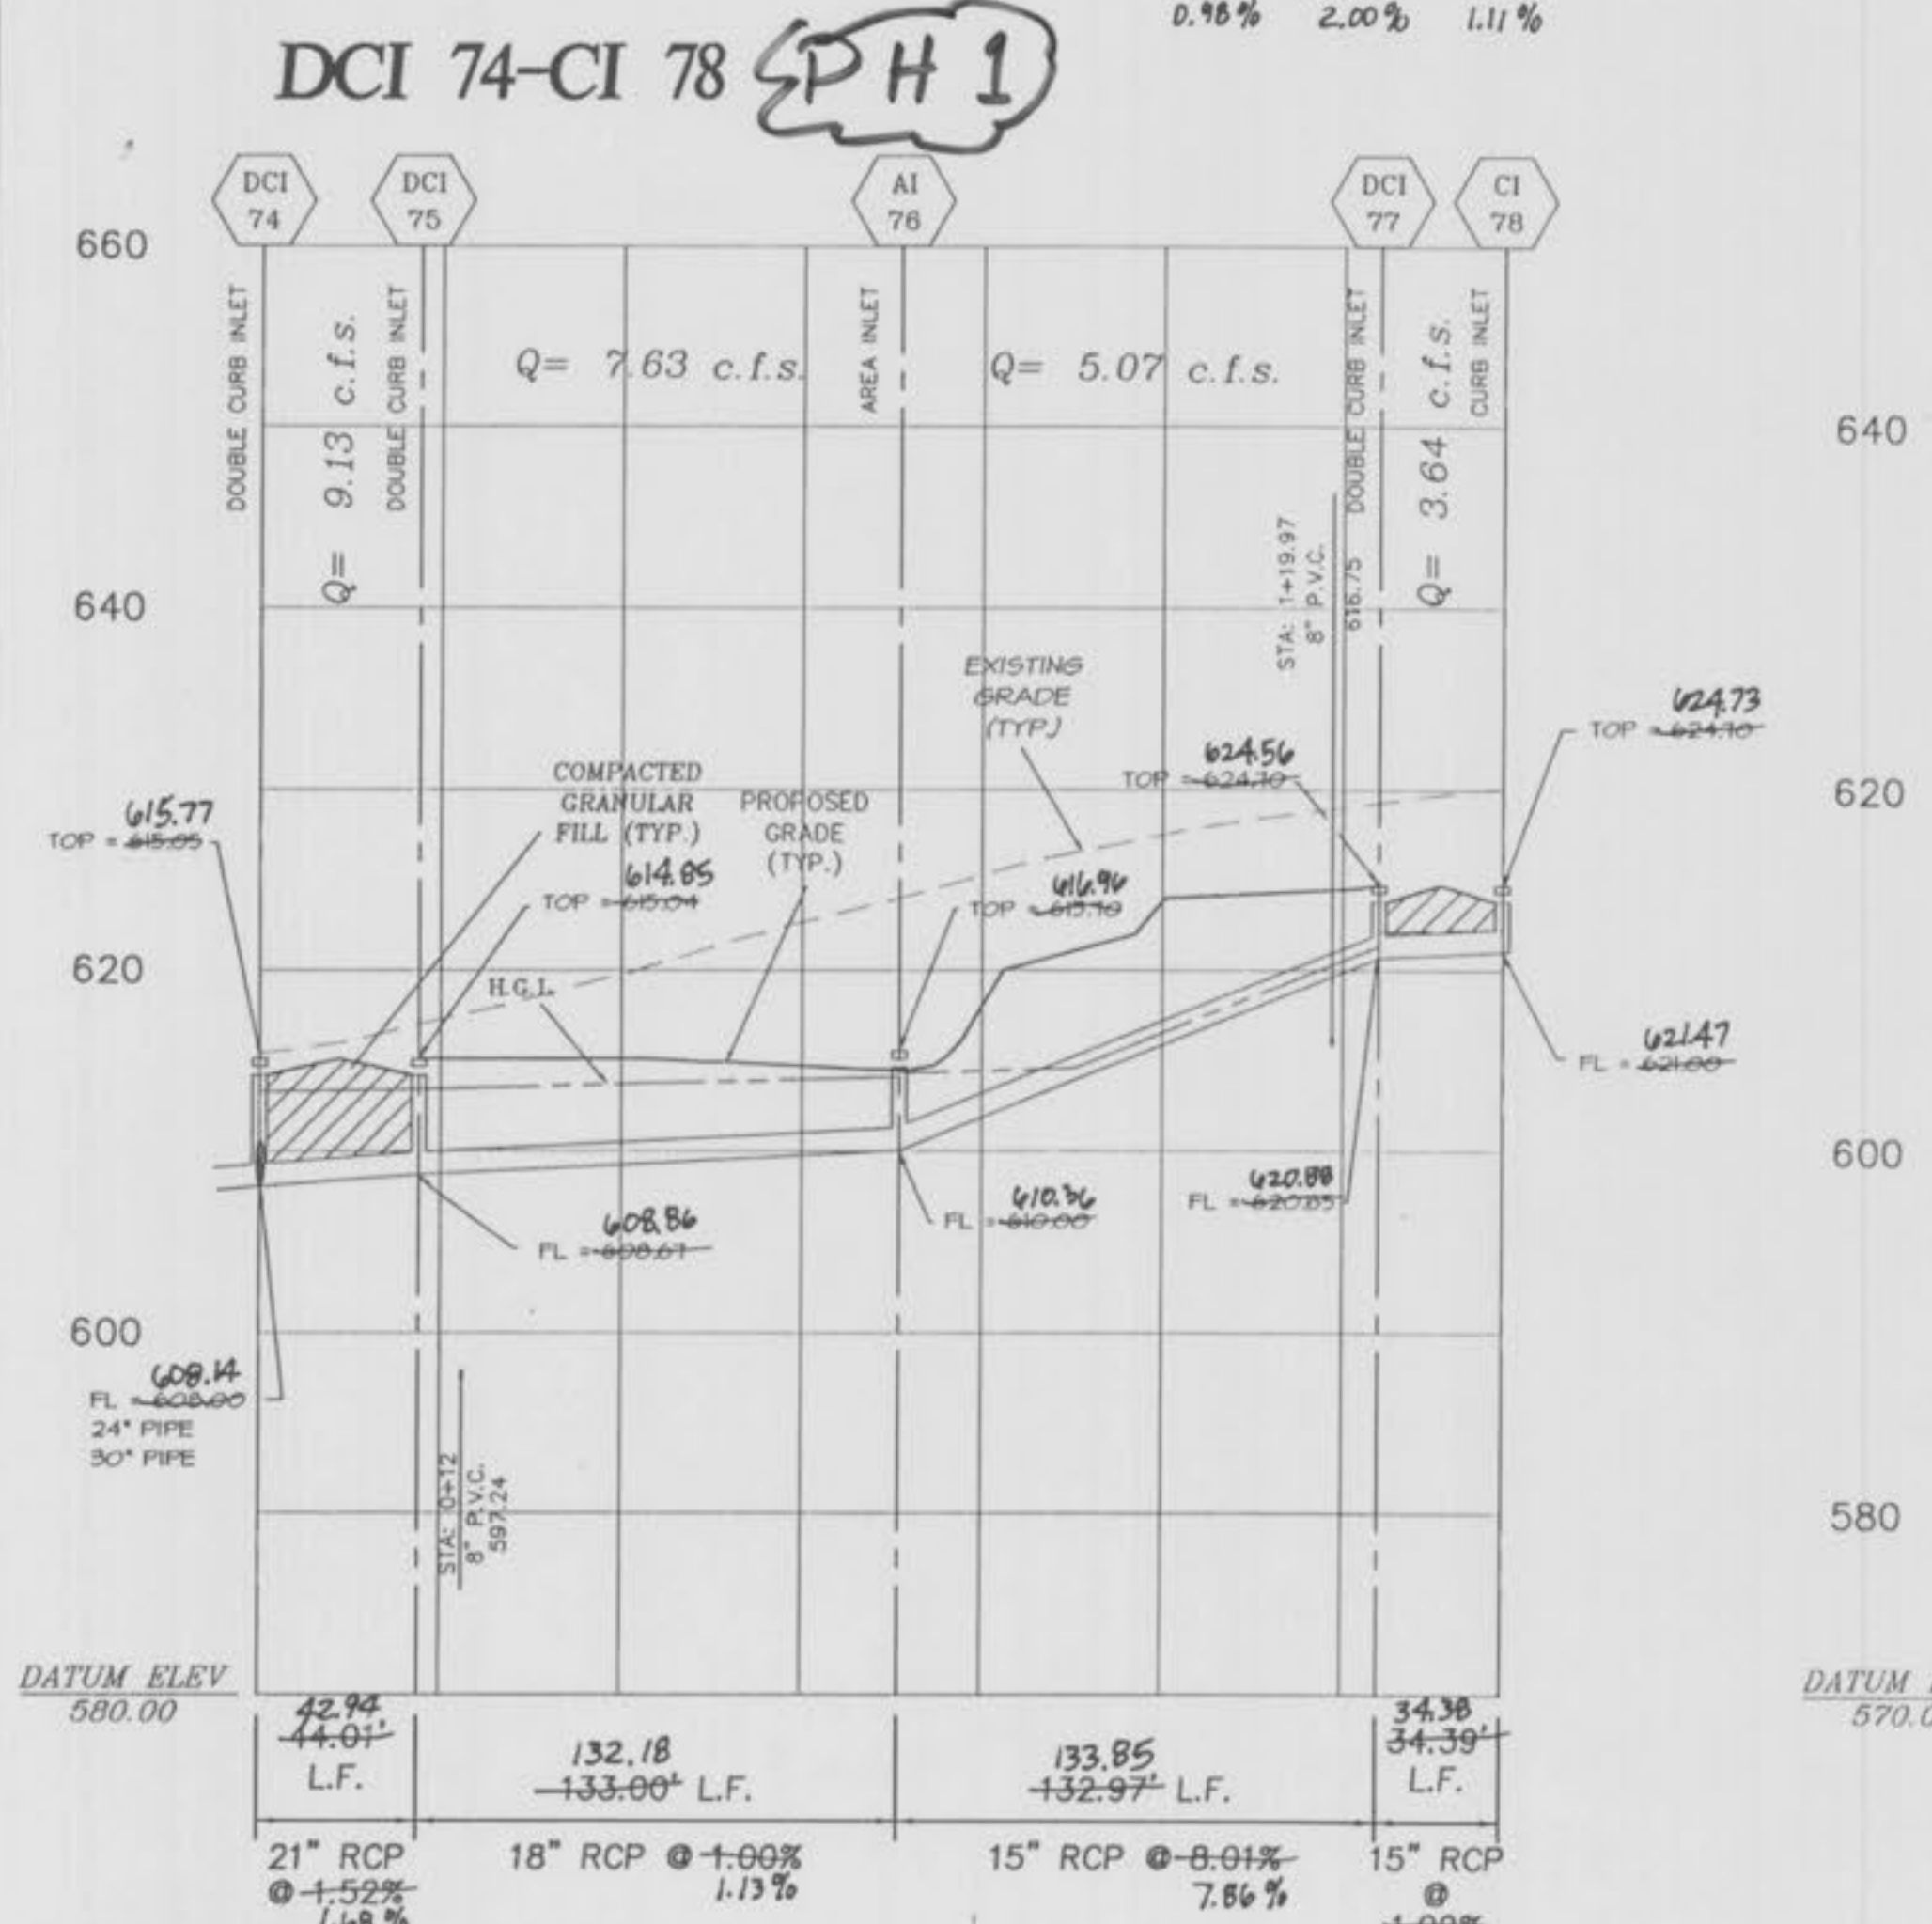 0.98% 2.00% 1.11%
DCI 74-CI 78 PH 1
DCI 74
DCI 75
AI 76
DCI 77
CI 78
660
DOUBLE CURB INLET
Q= 9.13 c.f.s.
DOUBLE CURB INLET
Q= 7.63 c.f.s.
AREA INLET
Q= 5.07 c.f.s.
DOUBLE CURB INLET
Q= 3.64 c.f.s.
CURB INLET
640
640
STA: 1+19.97
8" P.V.C.
616.75
EXISTING
GRADE
(TYP.)
624.73
TOP = 624.70
624.56
TOP = 624.70
COMPACTED
GRANULAR
FILL (TYP.)
PROPOSED
GRADE
(TYP.)
620
615.77
TOP = 615.05
614.85
TOP = 615.04
616.96
TOP = 615.10
620
H.G.L.
621.47
FL = 621.00
600
620.88
FL = 620.65
610.36
FL = 610.00
608.86
FL = 608.67
600
608.14
FL = 608.00
24" PIPE
30" PIPE
STA: 0+12
8" P.V.C.
597.24
580
DATUM ELEV
580.00
DATUM
42.94
44.01'
L.F.
132.18
133.00' L.F.
133.85
132.97' L.F.
34.38
34.39'
L.F.
21" RCP
@ 1.52%
1.68%
18" RCP @ 1.00%
1.13%
15" RCP @ 8.01%
7.86%
15" RCP
@